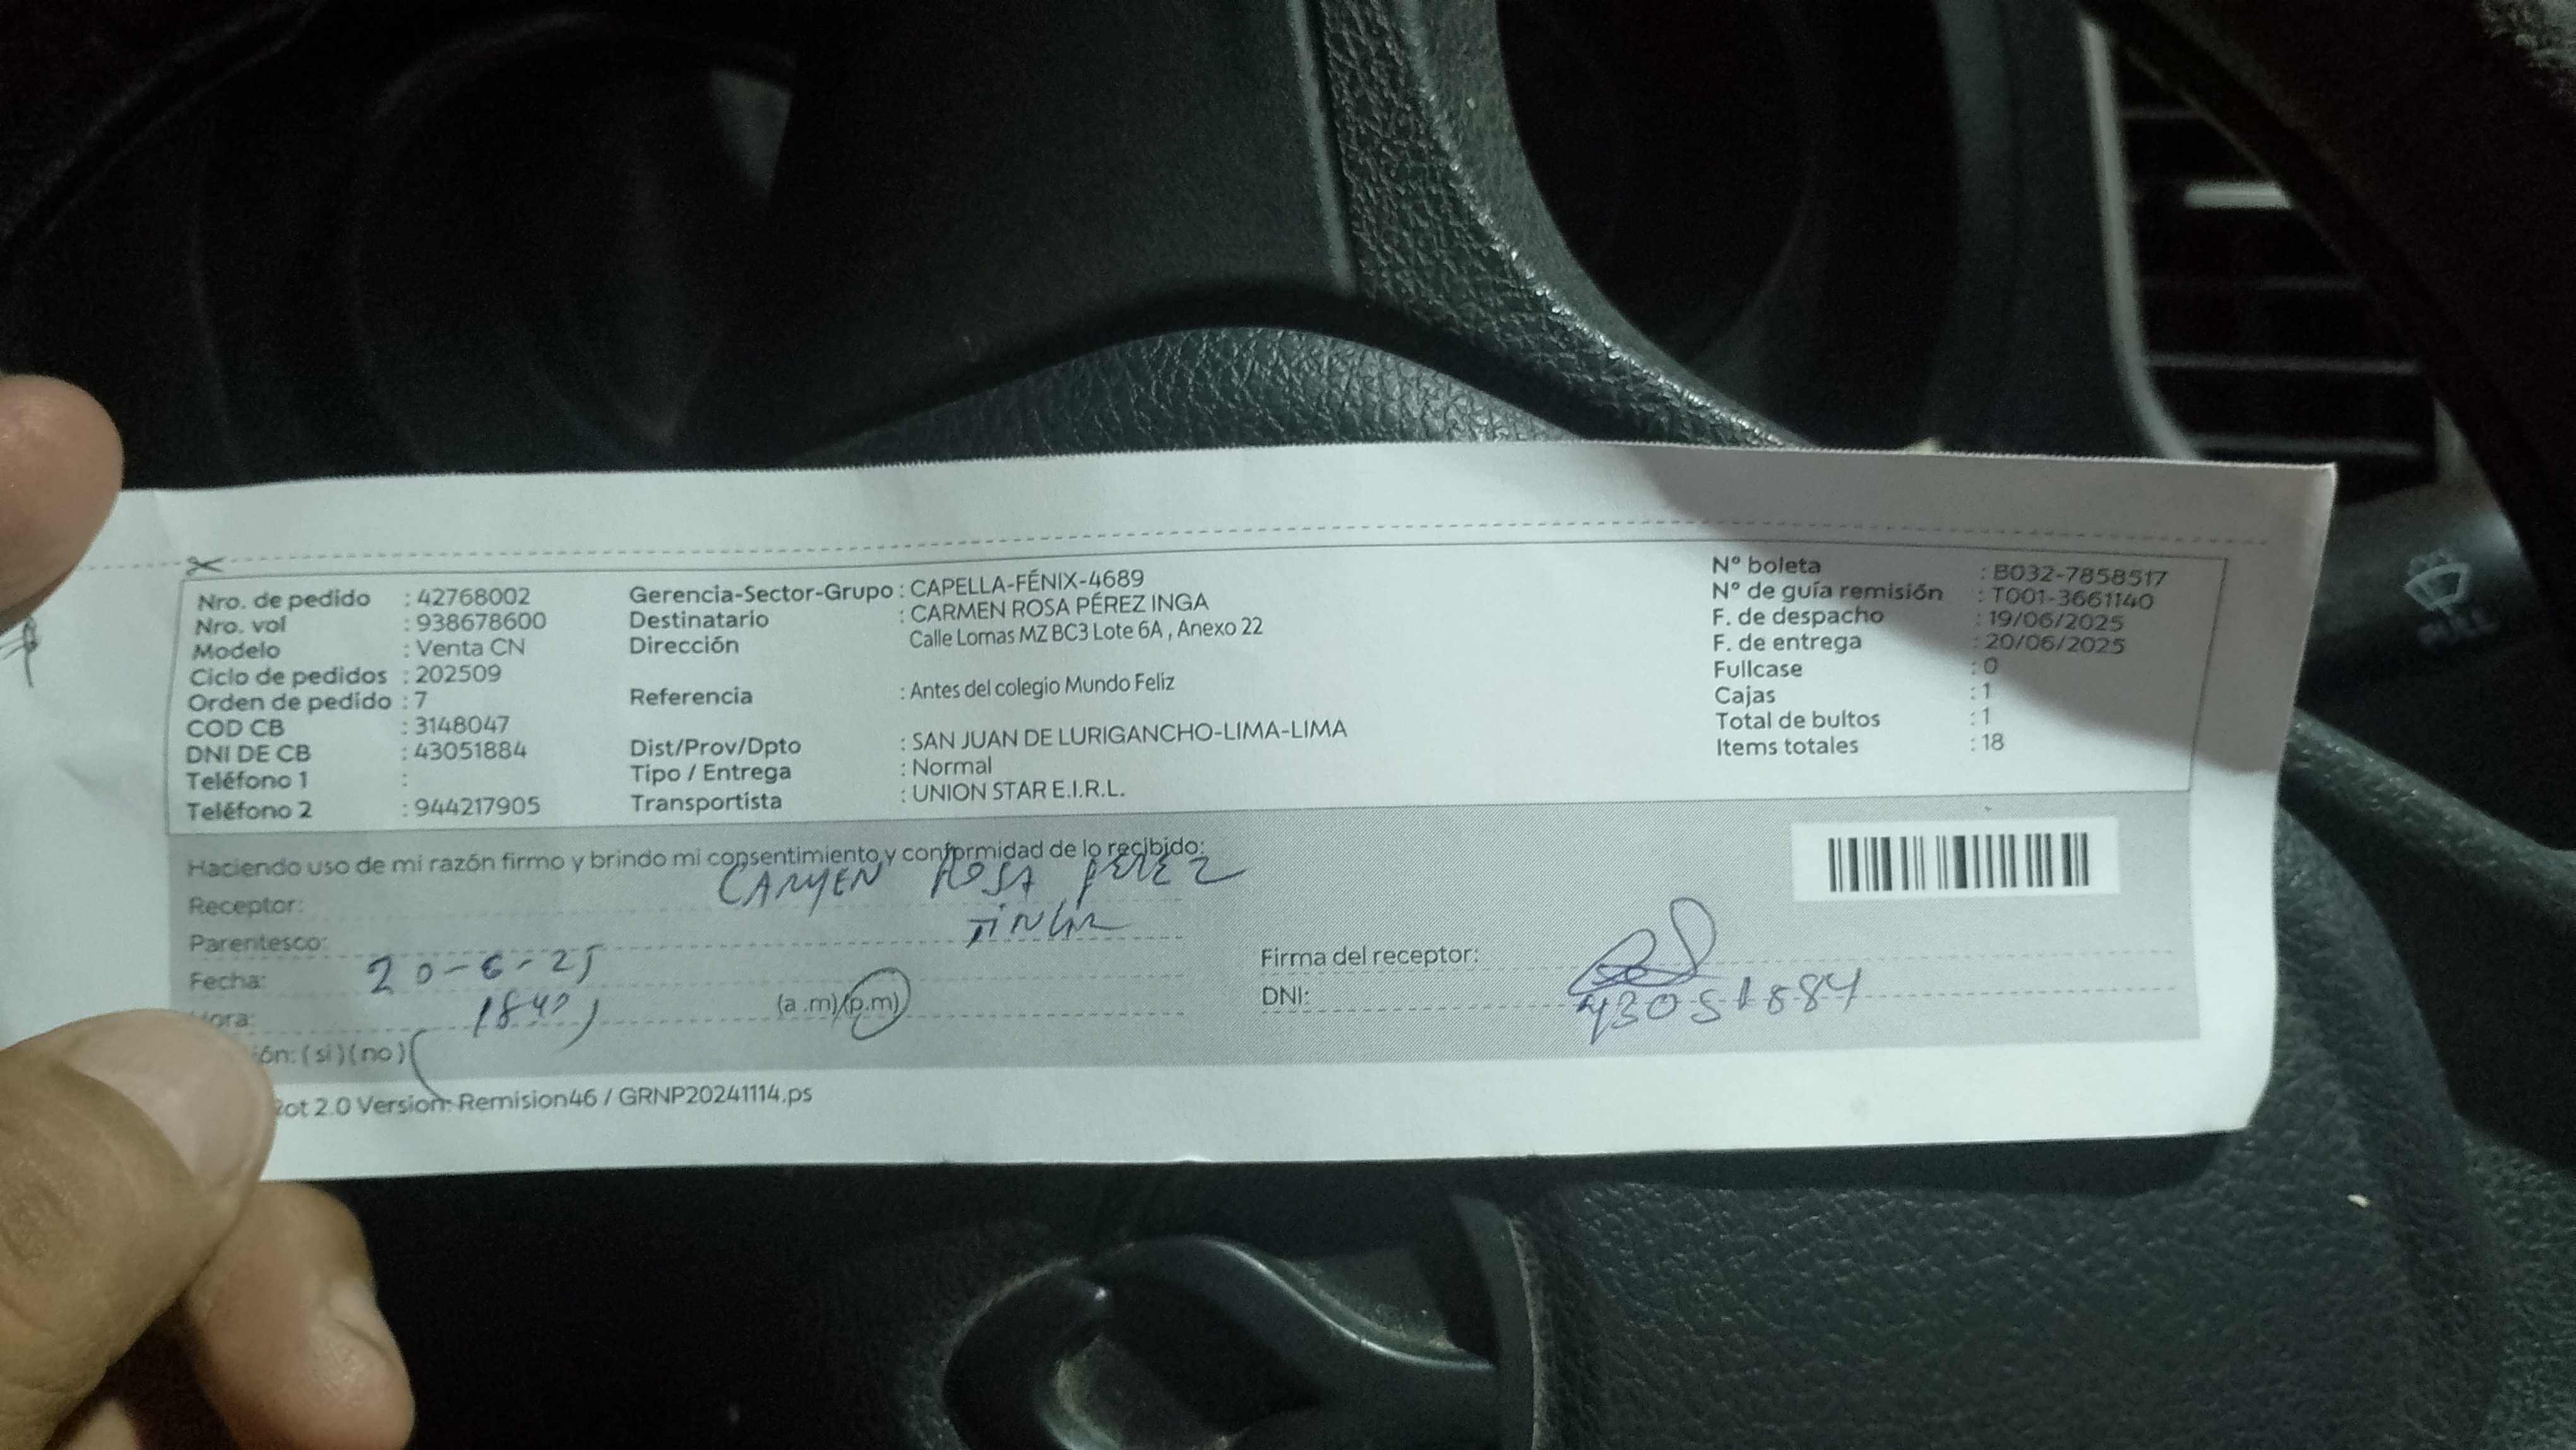 Nro. de pedido : 42768002
Nro. vol : 938678600
Modelo : Venta CN
Ciclo de pedidos : 202509
Orden de pedido : 7
COD CB : 3148047
DNI DE CB : 43051884
Teléfono 1 :
Teléfono 2 : 944217905
Gerencia-Sector-Grupo : CAPELLA-FÉNIX-4689
Destinatario : CARMEN ROSA PÉREZ INGA
Dirección Calle Lomas MZ BC3 Lote 6A , Anexo 22
Referencia : Antes del colegio Mundo Feliz
Dist/Prov/Dpto : SAN JUAN DE LURIGANCHO-LIMA-LIMA
Tipo / Entrega : Normal
Transportista : UNION STAR E.I.R.L.
N° boleta : B032-7858517
N° de guía remisión : T001-3661140
F. de despacho : 19/06/2025
F. de entrega : 20/06/2025
Fullcase : 0
Cajas : 1
Total de bultos : 1
Items totales : 18
Haciendo uso de mi razón firmo y brindo mi consentimiento y conformidad de lo recibido:
Receptor: CARMEN ROSA PEREZ
Parentesco:
Fecha: 20-6-25
ora: (a .m)/(p.m)
ión: ( si ) ( no )
Firma del receptor:
DNI: 43051884
ot 2.0 Version: Remision46 / GRNP20241114.ps